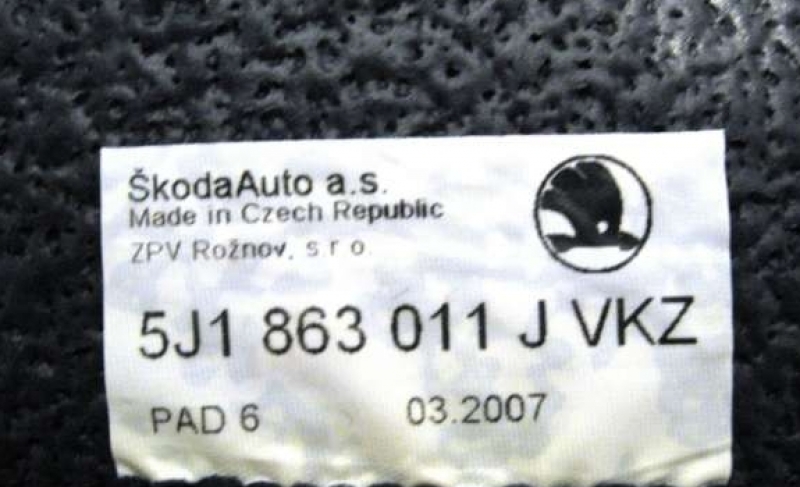 ŠkodaAuto a.s.
Made in Czech Republic
ZPV Rožnov, s r o.
5J1 863 011 J VKZ
PAD 6 03.2007